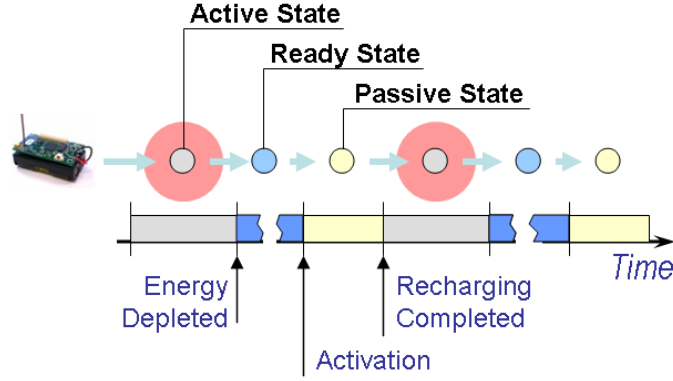 Active State
Ready State
Passive State
Time
Energy
Depleted
Recharging
Completed
Activation